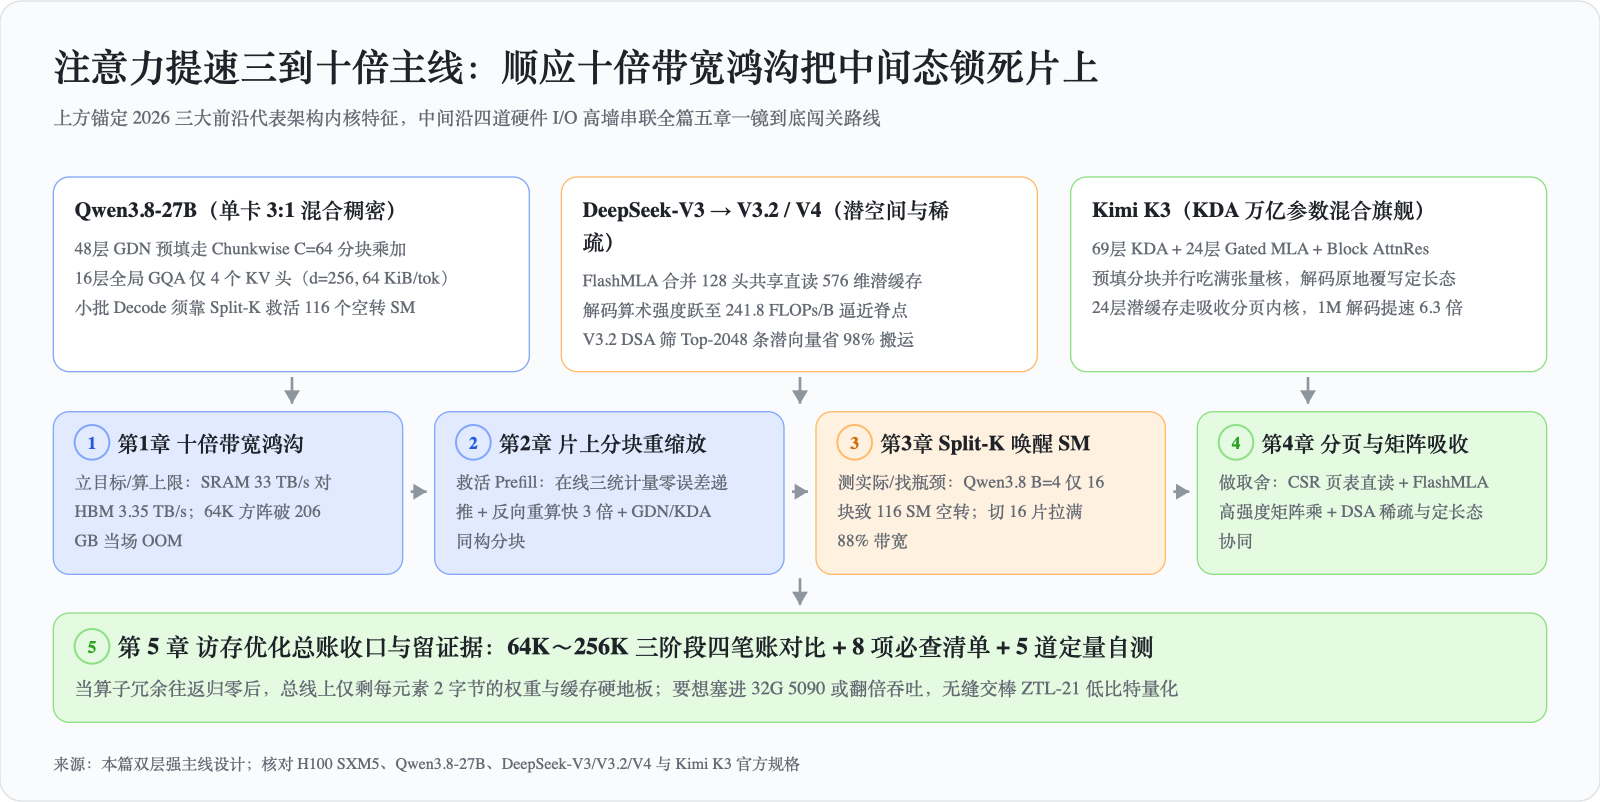 注意力提速三到十倍主线：顺应十倍带宽鸿沟把中间态锁死片上
上方锚定 2026 三大前沿代表架构内核特征，中间沿四道硬件 I/O 高墙串联全篇五章一镜到底闯关路线
Qwen3.8-27B（单卡 3:1 混合稠密）
48层 GDN 预填走 Chunkwise C=64 分块乘加
16层全局 GQA 仅 4 个 KV 头（d=256, 64 KiB/tok）
小批 Decode 须靠 Split-K 救活 116 个空转 SM
DeepSeek-V3 → V3.2 / V4（潜空间与稀
疏）
FlashMLA 合并 128 头共享直读 576 维潜缓存
解码算术强度跃至 241.8 FLOPs/B 逼近脊点
V3.2 DSA 筛 Top-2048 条潜向量省 98% 搬运
Kimi K3（KDA 万亿参数混合旗舰）
69层 KDA + 24层 Gated MLA + Block AttnRes
预填分块并行吃满张量核，解码原地覆写定长态
24层潜缓存走吸收分页内核，1M 解码提速 6.3 倍
1 第1章 十倍带宽鸿沟
立目标/算上限：SRAM 33 TB/s 对
HBM 3.35 TB/s；64K 方阵破 206
GB 当场 OOM
2 第2章 片上分块重缩放
救活 Prefill：在线三统计量零误差递
推 + 反向重算快 3 倍 + GDN/KDA
同构分块
3 第3章 Split-K 唤醒 SM
测实际/找瓶颈：Qwen3.8 B=4 仅 16
块致 116 SM 空转；切 16 片拉满
88% 带宽
4 第4章 分页与矩阵吸收
做取舍：CSR 页表直读 + FlashMLA
高强度矩阵乘 + DSA 稀疏与定长态
协同
5 第 5 章 访存优化总账收口与留证据：64K～256K 三阶段四笔账对比 + 8 项必查清单 + 5 道定量自测
当算子冗余往返归零后，总线上仅剩每元素 2 字节的权重与缓存硬地板；要想塞进 32G 5090 或翻倍吞吐，无缝交棒 ZTL-21 低比特量化
来源：本篇双层强主线设计；核对 H100 SXM5、Qwen3.8-27B、DeepSeek-V3/V3.2/V4 与 Kimi K3 官方规格